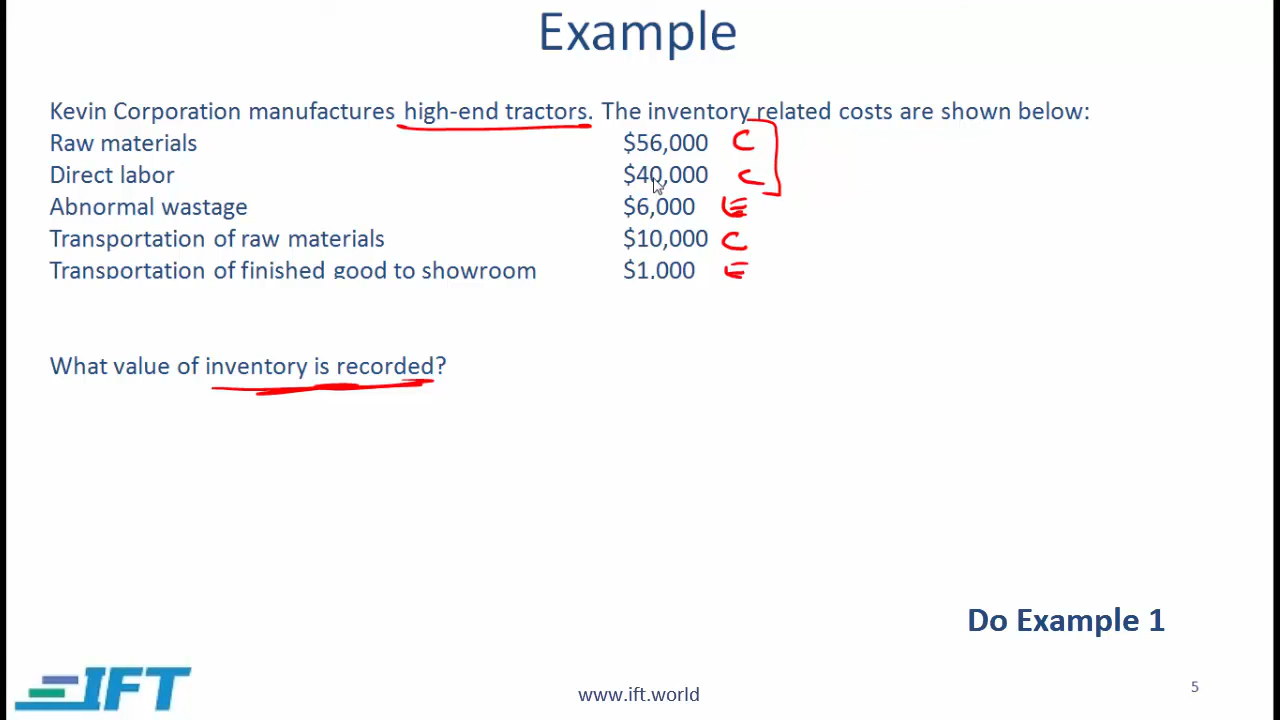 Example
Kevin Corporation manufactures high-end tractors. The inventory related costs are shown below:
Raw materials $56,000 C
Direct labor $40,000 C
Abnormal wastage $6,000 E
Transportation of raw materials $10,000 C
Transportation of finished good to showroom $1.000 E
What value of inventory is recorded?
Do Example 1
IFT
www.ift.world
5